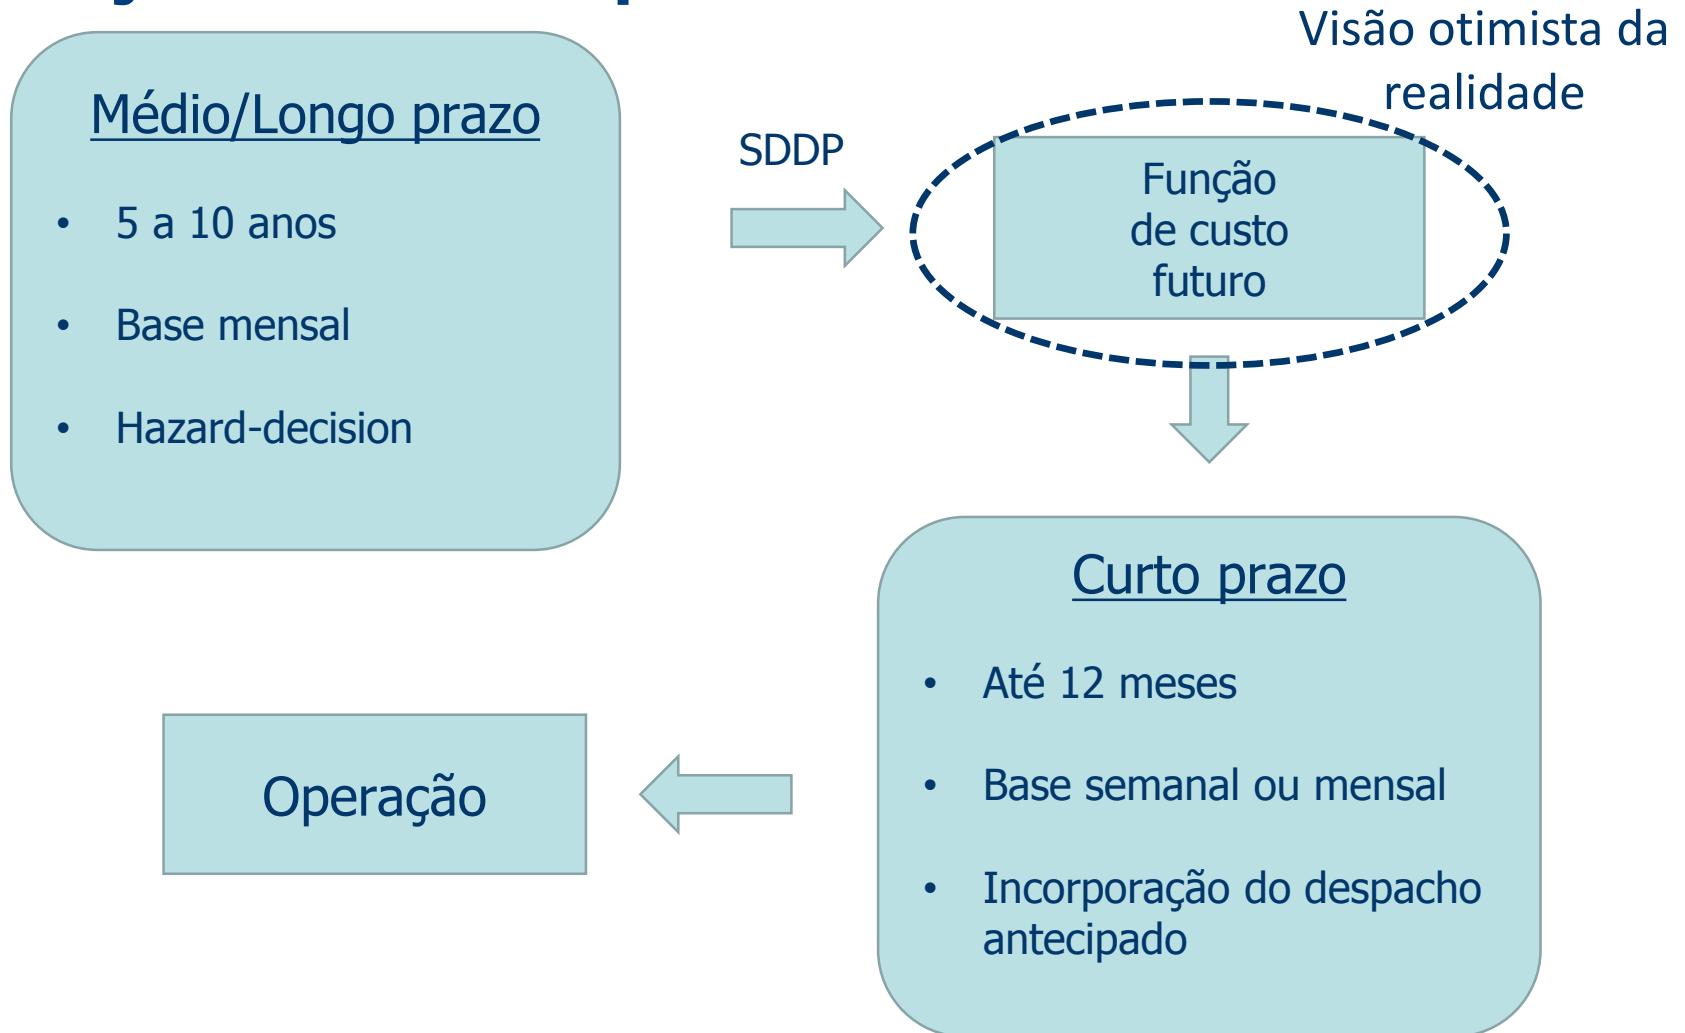 Visão otimista da
realidade
Médio/Longo prazo
• 5 a 10 anos
• Base mensal
• Hazard-decision
SDDP
Função
de custo
futuro
Curto prazo
• Até 12 meses
• Base semanal ou mensal
• Incorporação do despacho
antecipado
Operação